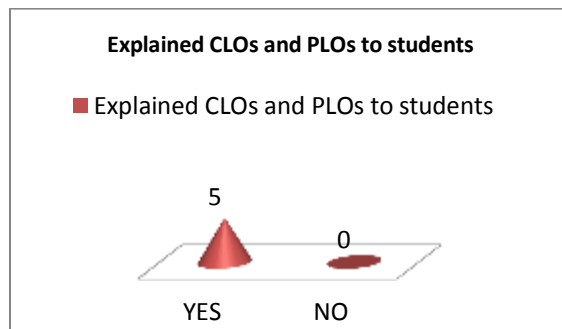 Explained CLOs and PLOs to students
Explained CLOs and PLOs to students
5
0
YES NO